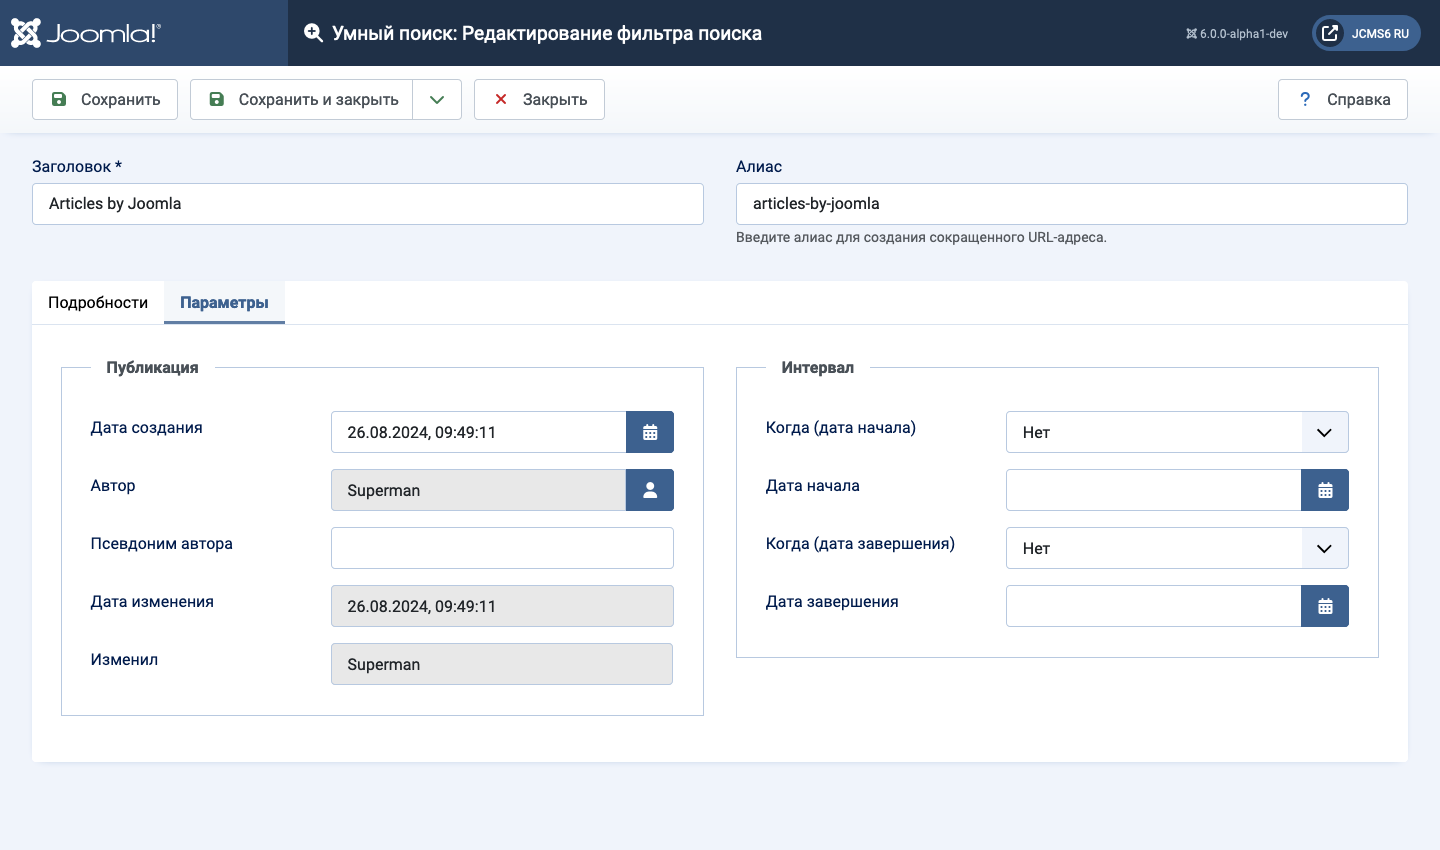 Joomla!®
Умный поиск: Редактирование фильтра поиска
6.0.0-alpha1-dev
JCMS6 RU
Сохранить
Сохранить и закрыть
Закрыть
? Справка
Заголовок *
Articles by Joomla
Алиас
articles-by-joomla
Введите алиас для создания сокращенного URL-адреса.
Подробности
Параметры
Публикация
Дата создания
26.08.2024, 09:49:11
Автор
Superman
Псевдоним автора
Дата изменения
26.08.2024, 09:49:11
Изменил
Superman
Интервал
Когда (дата начала)
Нет
Дата начала
Когда (дата завершения)
Нет
Дата завершения